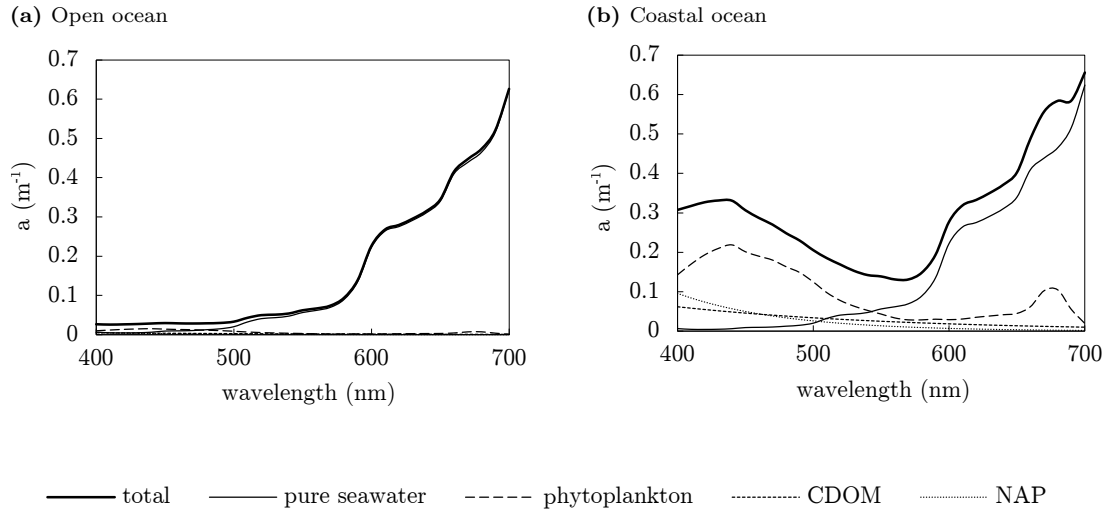 (a) Open ocean
0.7
0.6
0.5
0.4
0.3
0.2
0.1
0
a (m⁻¹)
400 500 600 700
wavelength (nm)
(b) Coastal ocean
0.7
0.6
0.5
0.4
0.3
0.2
0.1
0
a (m⁻¹)
400 500 600 700
wavelength (nm)
total pure seawater phytoplankton CDOM NAP